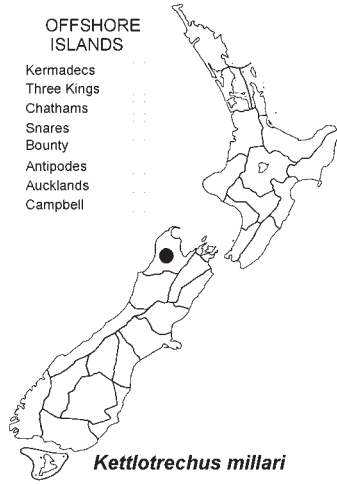 OFFSHORE
ISLANDS
Kermadecs
Three Kings
Chathams
Snares
Bounty
Antipodes
Aucklands
Campbell
Kettlotrechus millari